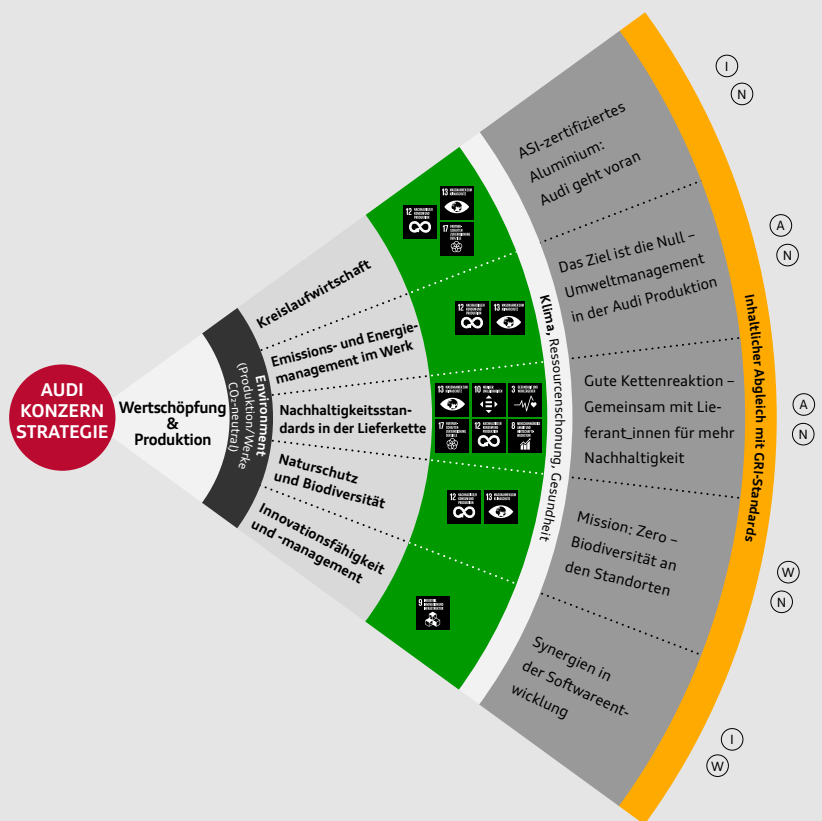 AUDI
KONZERN
STRATEGIE
Wertschöpfung
&
Produktion
Environment
(Produktion/Werke
CO₂-neutral)
Kreislaufwirtschaft
Emissions- und Energie-
management im Werk
Nachhaltigkeitsstan-
dards in der Lieferkette
Naturschutz
und Biodiversität
Innovationsfähigkeit
und -management
12
13
17
12
13
13
10
3
17
12
8
12
13
9
Klima, Ressourcenschonung, Gesundheit
ASI-zertifiziertes
Aluminium:
Audi geht voran
Das Ziel ist die Null –
Umweltmanagement
in der Audi Produktion
Gute Kettenreaktion –
Gemeinsam mit Lie-
ferant_innen für mehr
Nachhaltigkeit
Mission: Zero –
Biodiversität an
den Standorten
Synergien in
der Softwareent-
wicklung
Inhaltlicher Abgleich mit GRI-Standards
I
N
A
N
A
N
W
N
I
W